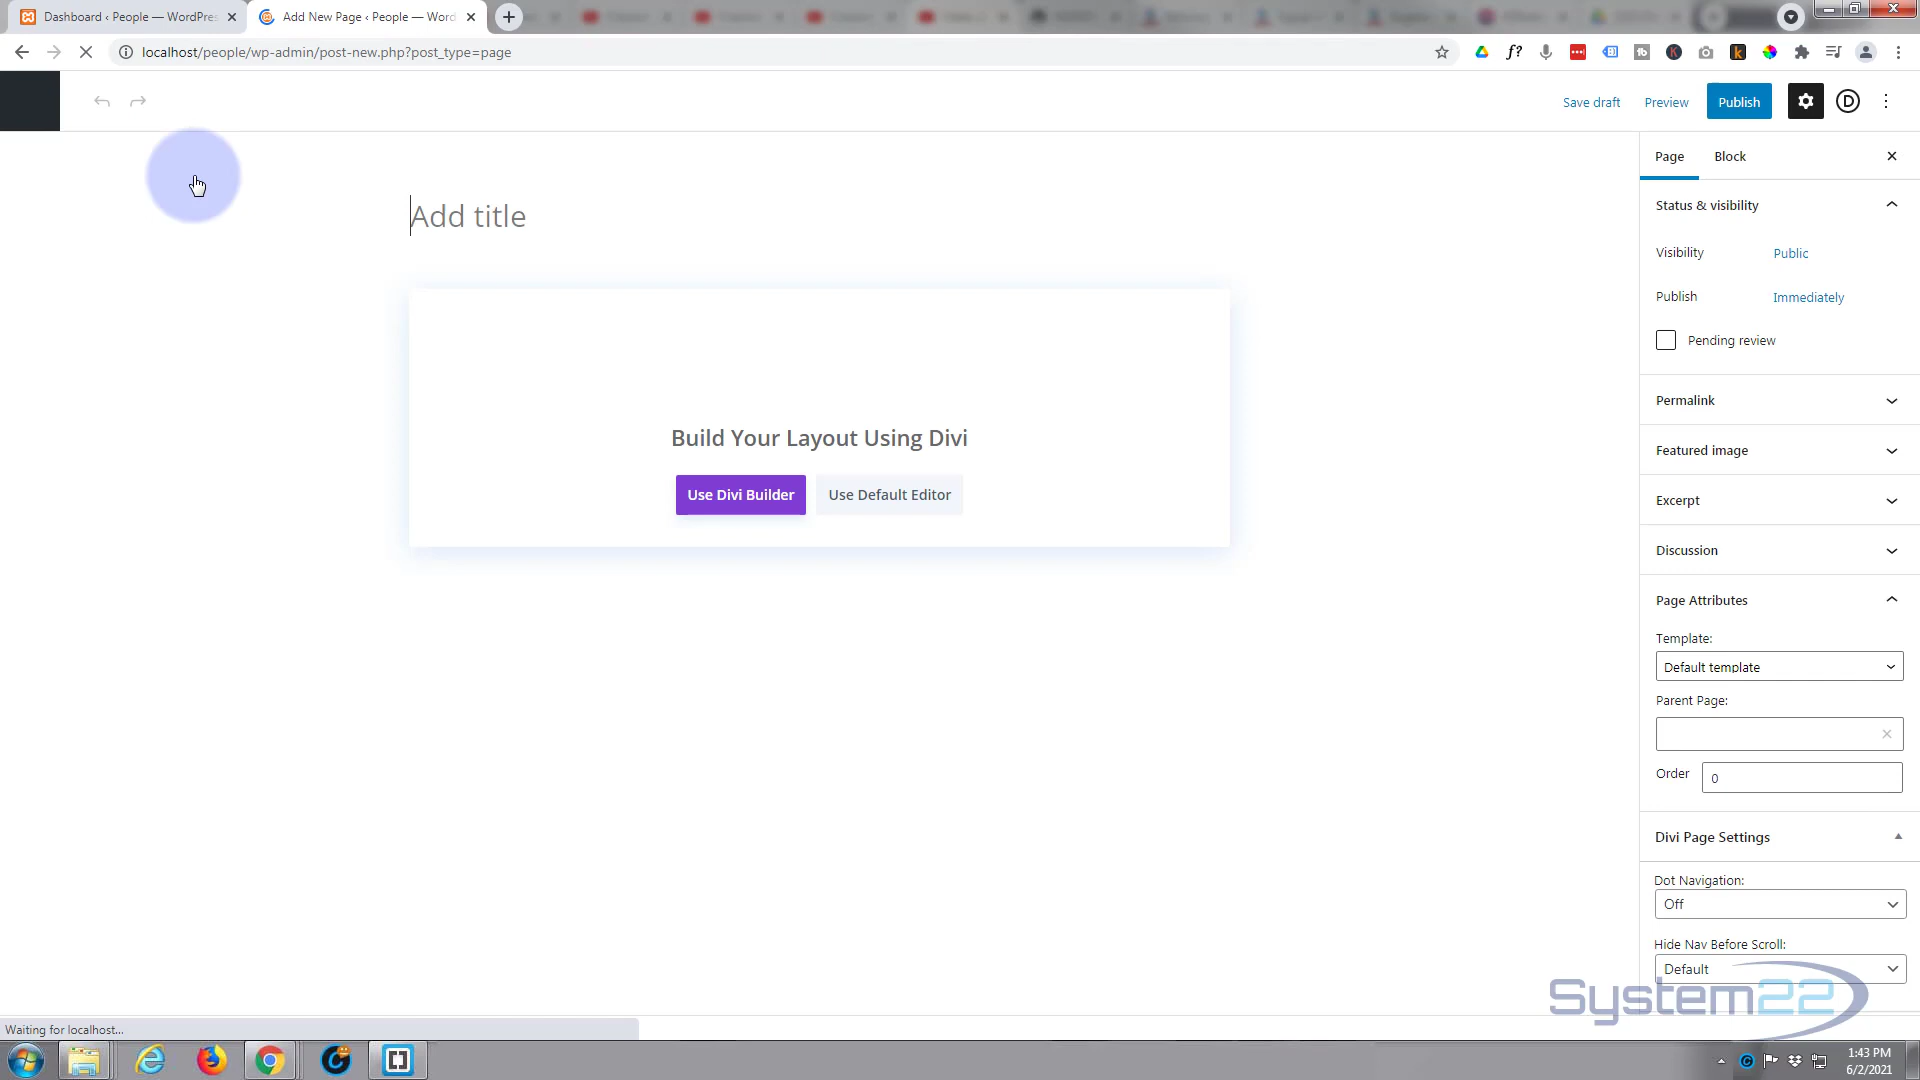 Dashboard ‹ People — WordPres
Add New Page ‹ People — Word
localhost/people/wp-admin/post-new.php?post_type=page
Save draft
Preview
Publish
Page
Block
Add title
Status & visibility
Visibility
Public
Publish
Immediately
Pending review
Permalink
Build Your Layout Using Divi
Featured image
Use Divi Builder
Use Default Editor
Excerpt
Discussion
Page Attributes
Template:
Default template
Parent Page:
Order
0
Divi Page Settings
Dot Navigation:
Off
Hide Nav Before Scroll:
Default
System22
Waiting for localhost...
1:43 PM
6/2/2021